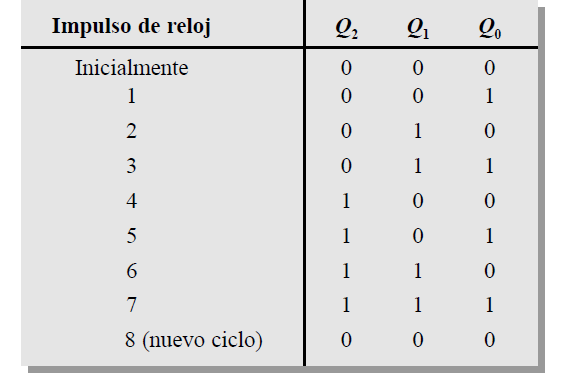 Impulso de reloj Q₂ Q₁ Q₀
Inicialmente 0 0 0
1 0 0 1
2 0 1 0
3 0 1 1
4 1 0 0
5 1 0 1
6 1 1 0
7 1 1 1
8 (nuevo ciclo) 0 0 0